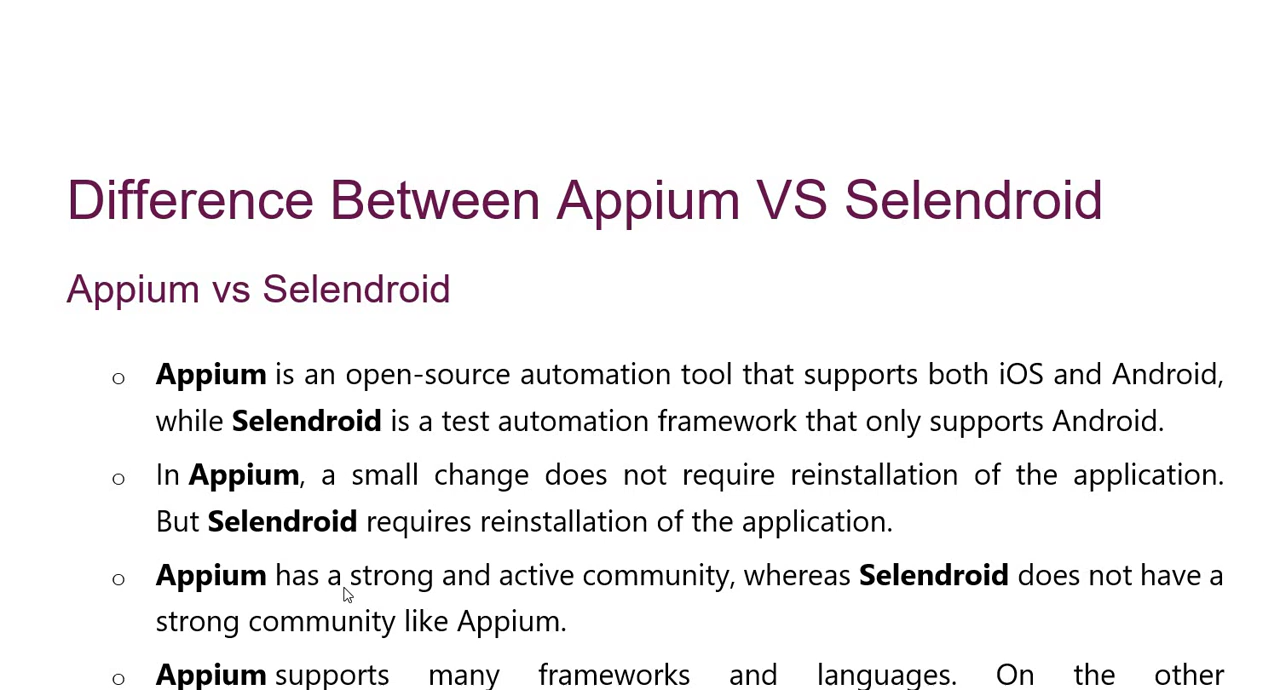 Difference Between Appium VS Selendroid
Appium vs Selendroid
o Appium is an open-source automation tool that supports both iOS and Android,
while Selendroid is a test automation framework that only supports Android.
o In Appium, a small change does not require reinstallation of the application.
But Selendroid requires reinstallation of the application.
o Appium has a strong and active community, whereas Selendroid does not have a
strong community like Appium.
o Appium supports many frameworks and languages. On the other